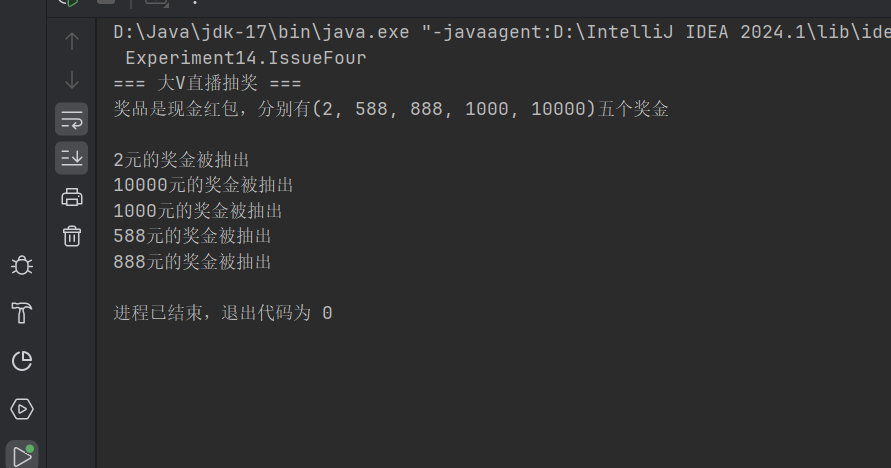 D:\Java\jdk-17\bin\java.exe "-javaagent:D:\IntelliJ IDEA 2024.1\lib\ide
Experiment14.IssueFour
=== 大V直播抽奖 ===
奖品是现金红包，分别有(2, 588, 888, 1000, 10000)五个奖金
2元的奖金被抽出
10000元的奖金被抽出
1000元的奖金被抽出
588元的奖金被抽出
888元的奖金被抽出
进程已结束，退出代码为 0